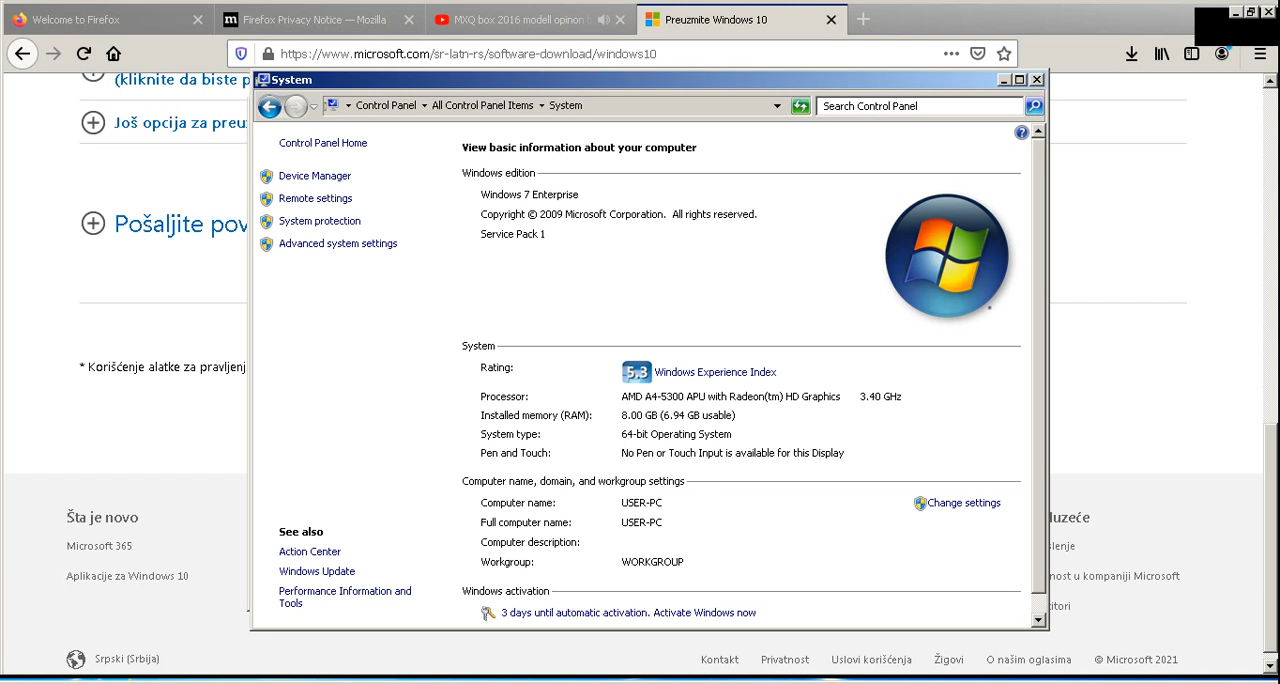 Welcome to Firefox
Firefox Privacy Notice — Mozilla
MXQ box 2016 modell opinon
Preuzmite Windows 10
https://www.microsoft.com/sr-latn-rs/software-download/windows10
(kliknite da biste p
Još opcija za preu
Pošaljite pov
* Korišćenje alatke za pravljenj
System
Control Panel
All Control Panel Items
System
Search Control Panel
Control Panel Home
Device Manager
Remote settings
System protection
Advanced system settings
See also
Action Center
Windows Update
Performance Information and
Tools
View basic information about your computer
Windows edition
Windows 7 Enterprise
Copyright © 2009 Microsoft Corporation. All rights reserved.
Service Pack 1
System
Rating: 5.3 Windows Experience Index
Processor: AMD A4-5300 APU with Radeon(tm) HD Graphics 3.40 GHz
Installed memory (RAM): 8.00 GB (6.94 GB usable)
System type: 64-bit Operating System
Pen and Touch: No Pen or Touch Input is available for this Display
Computer name, domain, and workgroup settings
Computer name: USER-PC
Change settings
Full computer name: USER-PC
Computer description:
Workgroup: WORKGROUP
Windows activation
3 days until automatic activation. Activate Windows now
Šta je novo
Microsoft 365
Aplikacije za Windows 10
duzeće
šlenje
nost u kompaniji Microsoft
itori
Srpski (Srbija)
Kontakt
Privatnost
Uslovi korišćenja
Žigovi
O našim oglasima
© Microsoft 2021